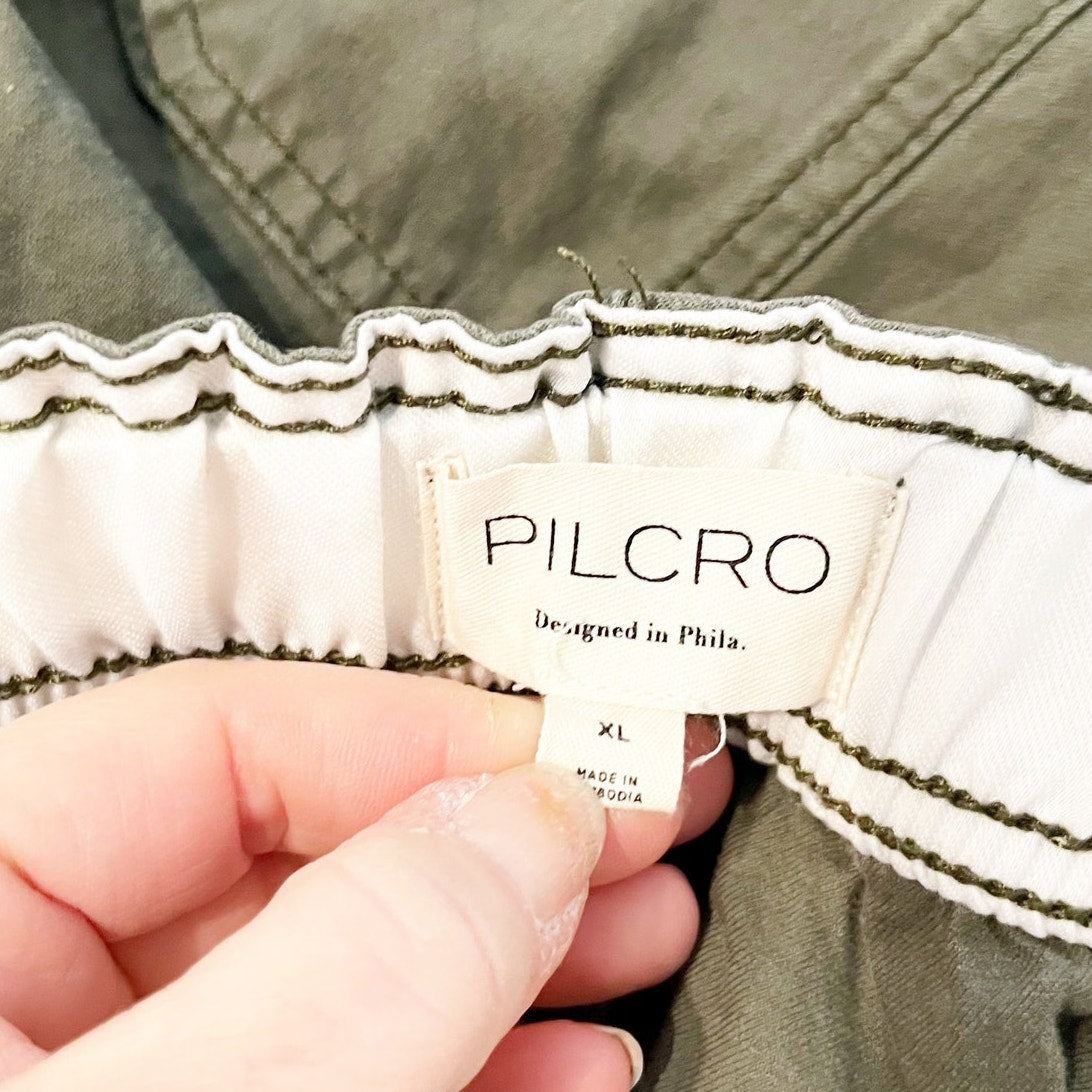 PILCRO
Designed in Phila.
XL
MADE IN